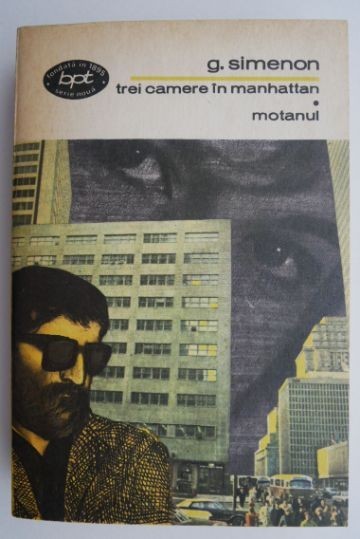 fondată în 1895
bpt
serie nouă
g. simenon
trei camere în manhattan
•
motanul